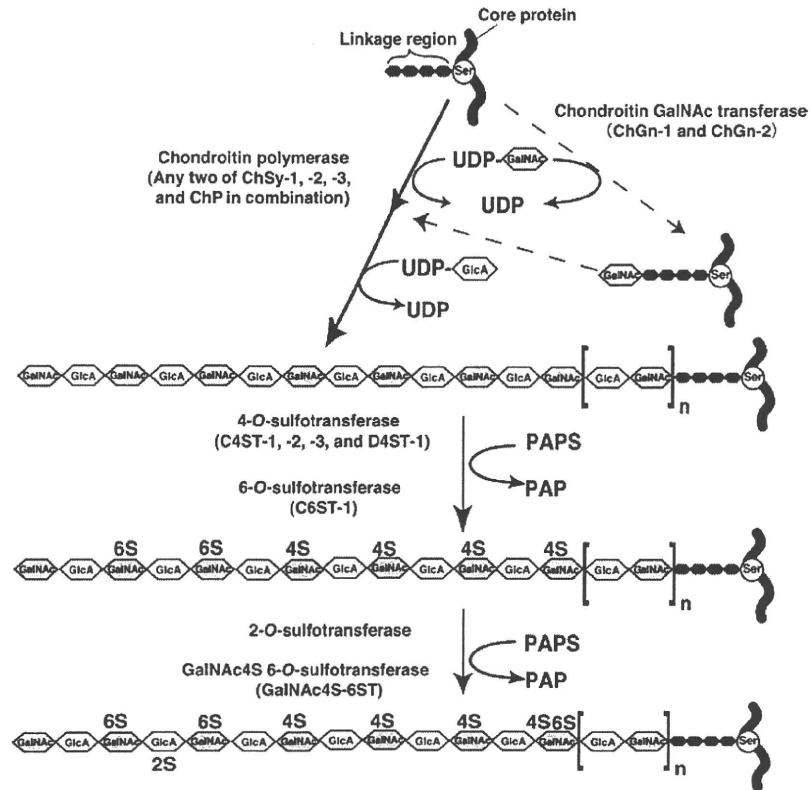 Core protein
Linkage region
Ser
Chondroitin GalNAc transferase
(ChGn-1 and ChGn-2)
Chondroitin polymerase
(Any two of ChSy-1, -2, -3,
and ChP in combination)
UDP-GalNAc
UDP
UDP-GlcA
UDP
GalNAc Ser
GalNAc GlcA GalNAc GlcA GalNAc GlcA GalNAc GlcA GalNAc GlcA GalNAc GlcA GalNAc [ GlcA GalNAc ] n Ser
4-O-sulfotransferase
(C4ST-1, -2, -3, and D4ST-1)
PAPS
PAP
6-O-sulfotransferase
(C6ST-1)
6S 6S 4S 4S 4S 4S
GalNAc GlcA GalNAc GlcA GalNAc GlcA GalNAc GlcA GalNAc GlcA GalNAc GlcA GalNAc [ GlcA GalNAc ] n Ser
2-O-sulfotransferase
PAPS
GalNAc4S 6-O-sulfotransferase
(GalNAc4S-6ST)
PAP
6S 6S 4S 4S 4S 4S6S
GalNAc GlcA GalNAc GlcA GalNAc GlcA GalNAc GlcA GalNAc GlcA GalNAc GlcA GalNAc [ GlcA GalNAc ] n Ser
2S